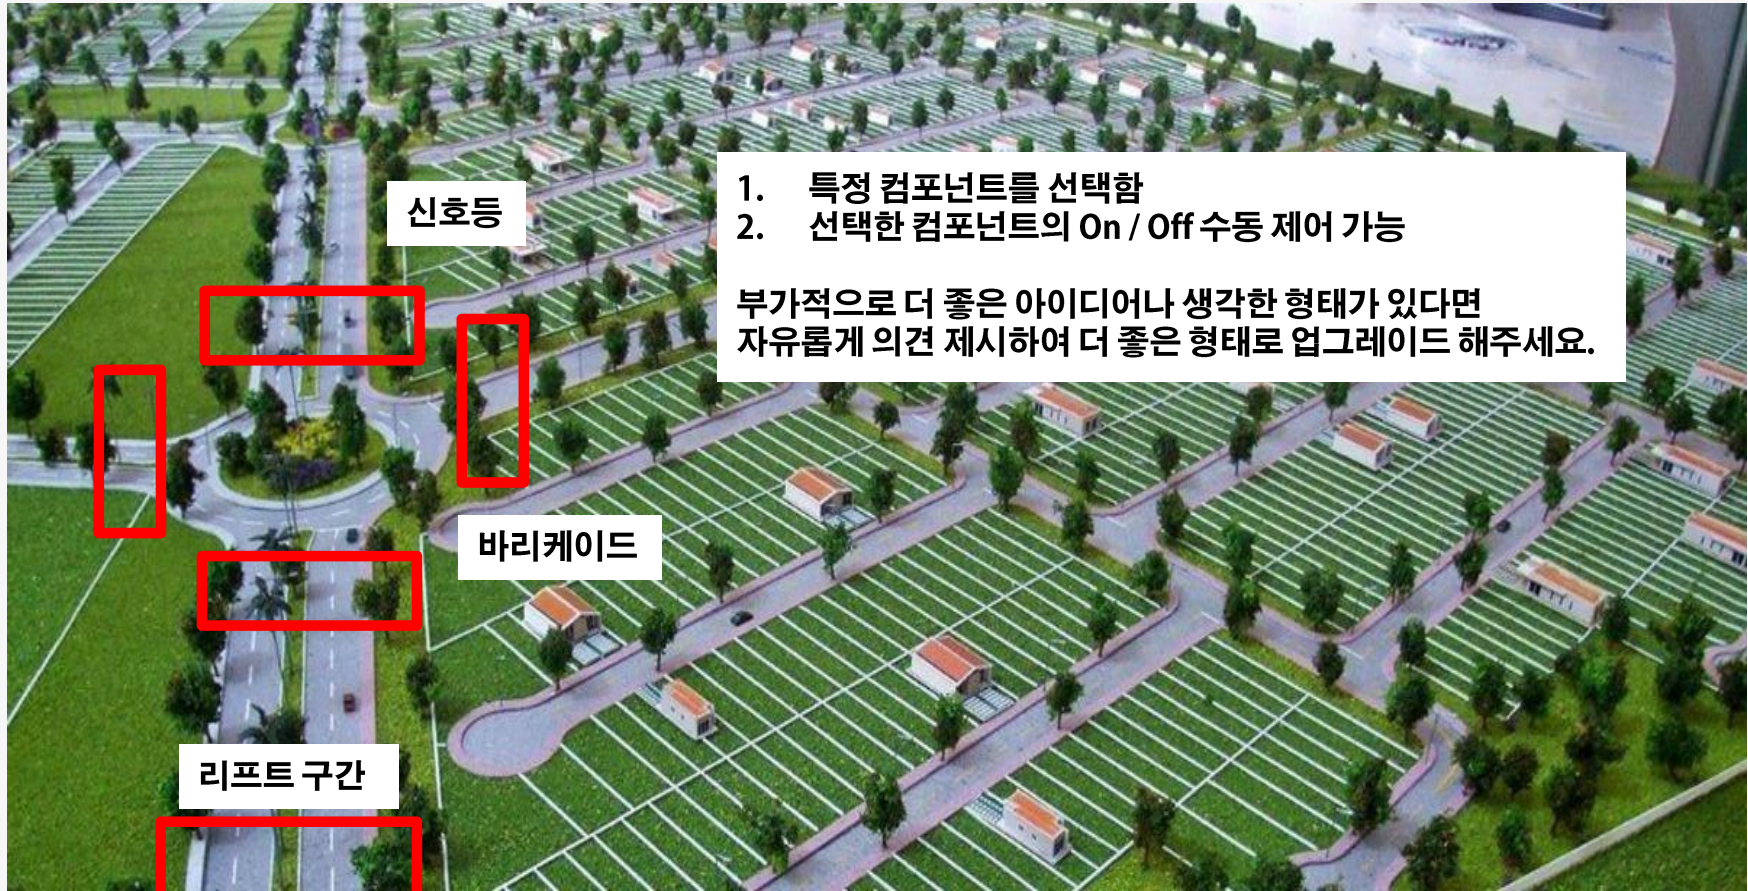 신호등
1. 특정 컴포넌트를 선택함
2. 선택한 컴포넌트의 On / Off 수동 제어 가능
부가적으로 더 좋은 아이디어나 생각한 형태가 있다면
자유롭게 의견 제시하여 더 좋은 형태로 업그레이드 해주세요.
바리케이드
리프트 구간